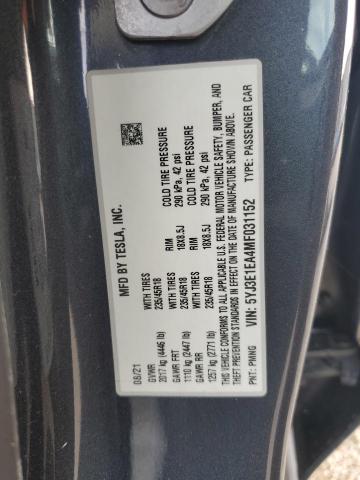 MFD BY TESLA, INC.
08/21
GVWR
2017 kg (4446 lb)
GAWR FRT
1110 kg (2447 lb)
GAWR RR
1257 kg (2771 lb)
WITH TIRES
235/45R18
WITH TIRES
235/45R18
RIM
18X8.5J
RIM
18X8.5J
COLD TIRE PRESSURE
290 kPa, 42 psi
COLD TIRE PRESSURE
290 kPa, 42 psi
THIS VEHICLE CONFORMS TO ALL APPLICABLE U.S. FEDERAL MOTOR VEHICLE SAFETY, BUMPER, AND
THEFT PREVENTION STANDARDS IN EFFECT ON THE DATE OF MANUFACTURE SHOWN ABOVE.
VIN: 5YJ3E1EA4MF031152
PNT: PMNG
TYPE: PASSENGER CAR